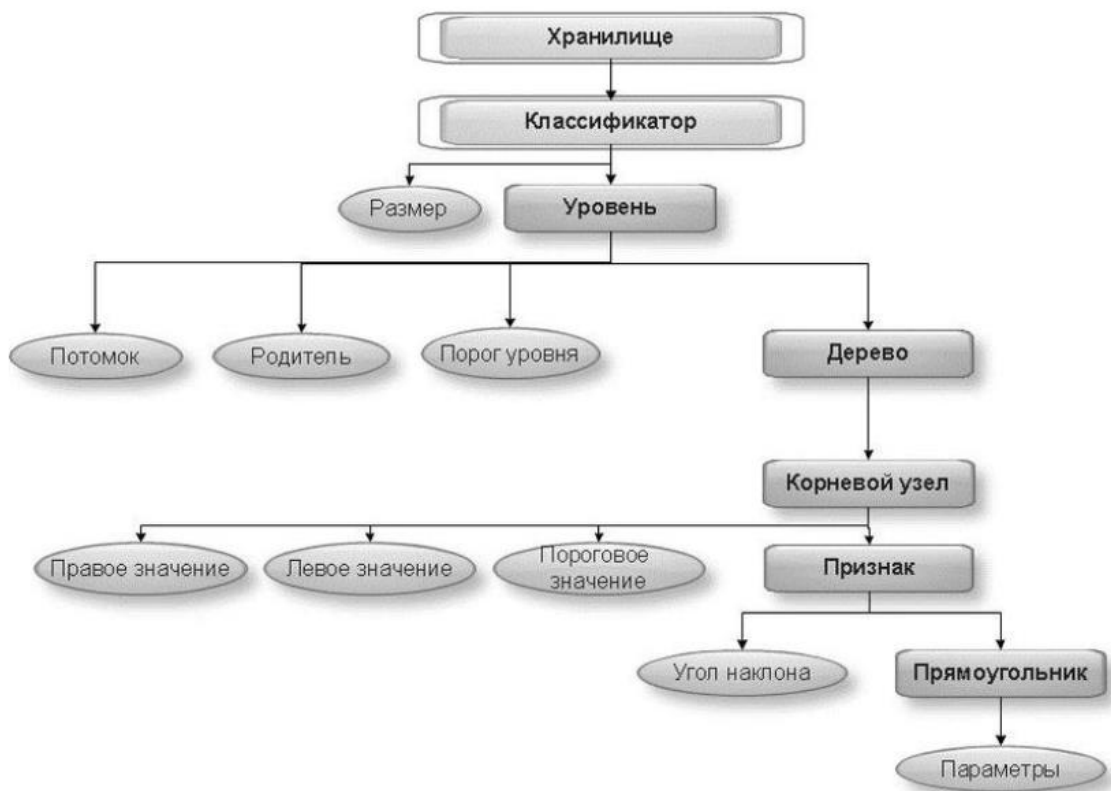 Хранилище
Классификатор
Размер
Уровень
Потомок
Родитель
Порог уровня
Дерево
Корневой узел
Правое значение
Левое значение
Пороговое
значение
Признак
Угол наклона
Прямоугольник
Параметры